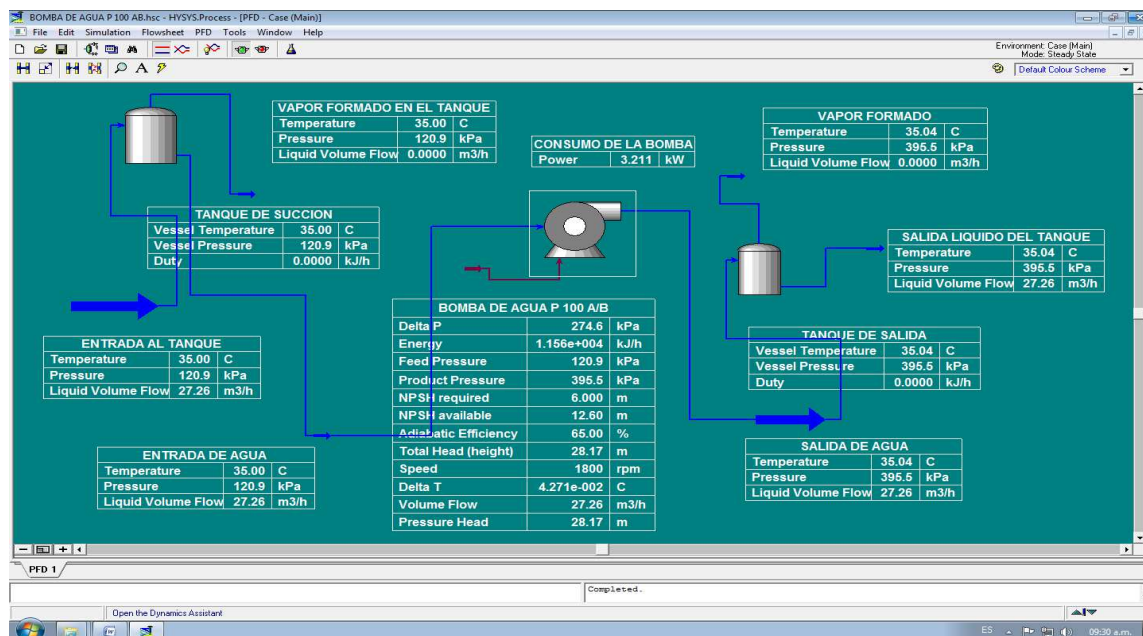 BOMBA DE AGUA P 100 AB.hsc - HYSYS.Process - [PFD - Case (Main)]
File Edit Simulation Flowsheet PFD Tools Window Help
Environment: Case (Main)
Mode: Steady State
A
Default Colour Scheme
VAPOR FORMADO EN EL TANQUE
Temperature 35.00 C
Pressure 120.9 kPa
Liquid Volume Flow 0.0000 m3/h
CONSUMO DE LA BOMBA
Power 3.211 kW
VAPOR FORMADO
Temperature 35.04 C
Pressure 395.5 kPa
Liquid Volume Flow 0.0000 m3/h
TANQUE DE SUCCION
Vessel Temperature 35.00 C
Vessel Pressure 120.9 kPa
Duty 0.0000 kJ/h
SALIDA LIQUIDO DEL TANQUE
Temperature 35.04 C
Pressure 395.5 kPa
Liquid Volume Flow 27.26 m3/h
ENTRADA AL TANQUE
Temperature 35.00 C
Pressure 120.9 kPa
Liquid Volume Flow 27.26 m3/h
BOMBA DE AGUA P 100 A/B
Delta P 274.6 kPa
Energy 1.156e+004 kJ/h
Feed Pressure 120.9 kPa
Product Pressure 395.5 kPa
NPSH required 6.000 m
NPSH available 12.60 m
Adiabatic Efficiency 65.00 %
Total Head (height) 28.17 m
Speed 1800 rpm
Delta T 4.271e-002 C
Volume Flow 27.26 m3/h
Pressure Head 28.17 m
TANQUE DE SALIDA
Vessel Temperature 35.04 C
Vessel Pressure 395.5 kPa
Duty 0.0000 kJ/h
ENTRADA DE AGUA
Temperature 35.00 C
Pressure 120.9 kPa
Liquid Volume Flow 27.26 m3/h
SALIDA DE AGUA
Temperature 35.04 C
Pressure 395.5 kPa
Liquid Volume Flow 27.26 m3/h
PFD 1
Completed.
Open the Dynamics Assistant
ES 09:30 a.m.